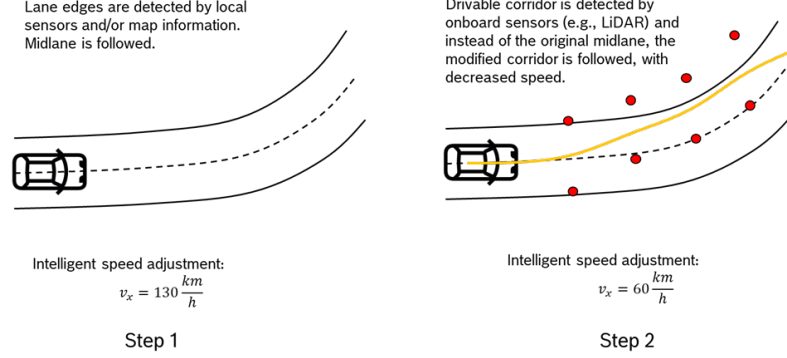 Lane edges are detected by local
sensors and/or map information.
Midlane is followed.
Intelligent speed adjustment:
vₓ = 130 km/h
Step 1
Drivable corridor is detected by
onboard sensors (e.g., LiDAR) and
instead of the original midlane, the
modified corridor is followed, with
decreased speed.
Intelligent speed adjustment:
vₓ = 60 km/h
Step 2